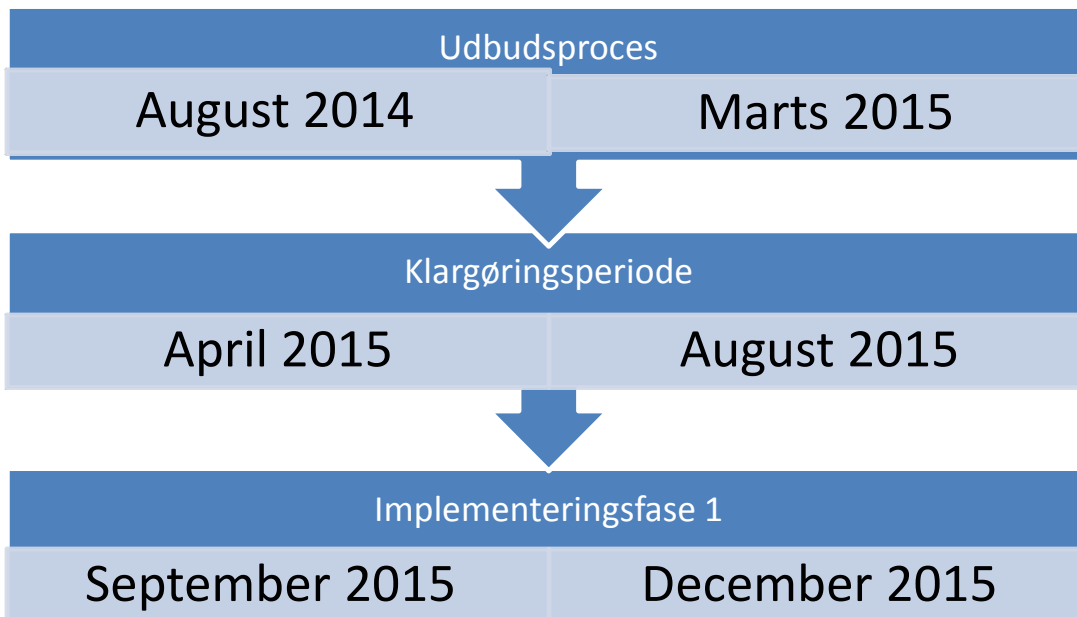 Udbudsproces
August 2014 Marts 2015
Klargøringsperiode
April 2015 August 2015
Implementeringsfase 1
September 2015 December 2015